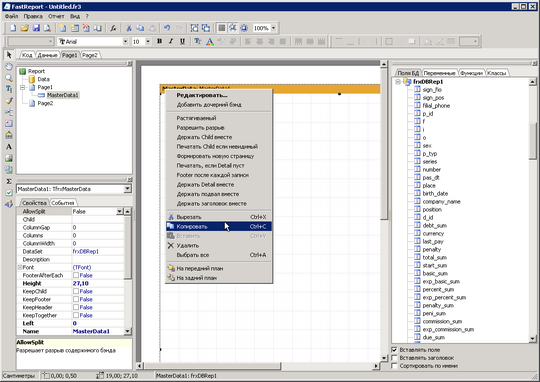 FastReport - Untitled.fr3
Файл Правка Отчет Вид ?
100%
Arial 10 B I U
Код Данные Page1 Page2
Report
Data
Page1
MasterData1
Page2
MasterData1: TfrxMasterData
Свойства События
AllowSplit False
Child
ColumnGap 0
Columns 0
ColumnWidth 0
DataSet frxDBRep1
Description
Font (TFont)
FooterAfterEach False
Height 27,10
KeepChild False
KeepFooter False
KeepHeader False
KeepTogether False
Left 0
Name MasterData1
AllowSplit
Разрешает разрыв содержимого бэнда
MasterData: MasterData1
Редактировать...
Добавить дочерний бэнд
Растягиваемый
Разрешить разрыв
Держать Child вместе
Печатать Child если невидимый
Формировать новую страницу
Печатать, если Detail пуст
Footer после каждой записи
Держать Detail вместе
Держать подвал вместе
Держать заголовок вместе
Вырезать Ctrl+X
Копировать Ctrl+C
Вставить Ctrl+V
Удалить
Выбрать все Ctrl+A
На передний план
На задний план
Поля БД Переменные Функции Классы
frxDBRep1
sign_fio
sign_pos
filial_phone
p_id
f
i
o
sex
p_typ
series
number
pas_dt
place
birth_date
company_name
position
d_id
debt_sum
currency
last_pay
penalty
total_sum
start_sum
basic_sum
exp_basic_sum
percent_sum
exp_percent_sum
penalty_sum
peni_sum
commission_sum
exp_commission_sum
due_sum
Вставлять поле
Вставлять заголовок
Сортировать по имени
Сантиметры 0,00; 0,50 19,00; 27,10 MasterData1: frxDBRep1